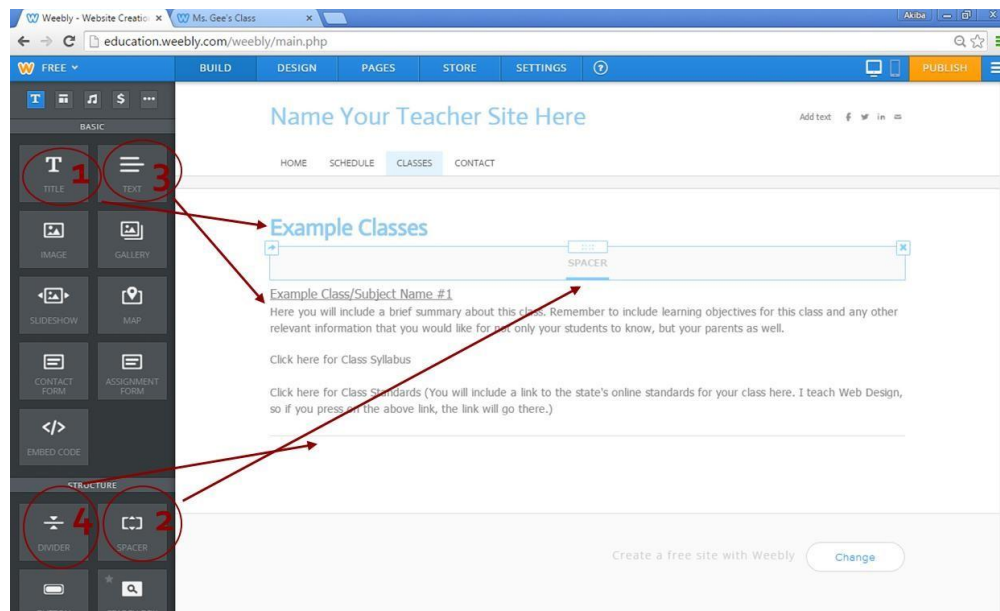 Weebly - Website Creatio
Ms. Gee's Class
Akiba
education.weebly.com/weebly/main.php
FREE
BUILD
DESIGN
PAGES
STORE
SETTINGS
?
PUBLISH
BASIC
T
TITLE
1
TEXT
3
IMAGE
GALLERY
SLIDESHOW
MAP
CONTACT
FORM
ASSIGNMENT
FORM
</>
EMBED CODE
STRUCTURE
DIVIDER
4
SPACER
2
Name Your Teacher Site Here
Add text
HOME
SCHEDULE
CLASSES
CONTACT
Example Classes
SPACER
Example Class/Subject Name #1
Here you will include a brief summary about this class. Remember to include learning objectives for this class and any other
relevant information that you would like for not only your students to know, but your parents as well.
Click here for Class Syllabus
Click here for Class Standards (You will include a link to the state's online standards for your class here. I teach Web Design,
so if you press on the above link, the link will go there.)
Create a free site with Weebly
Change